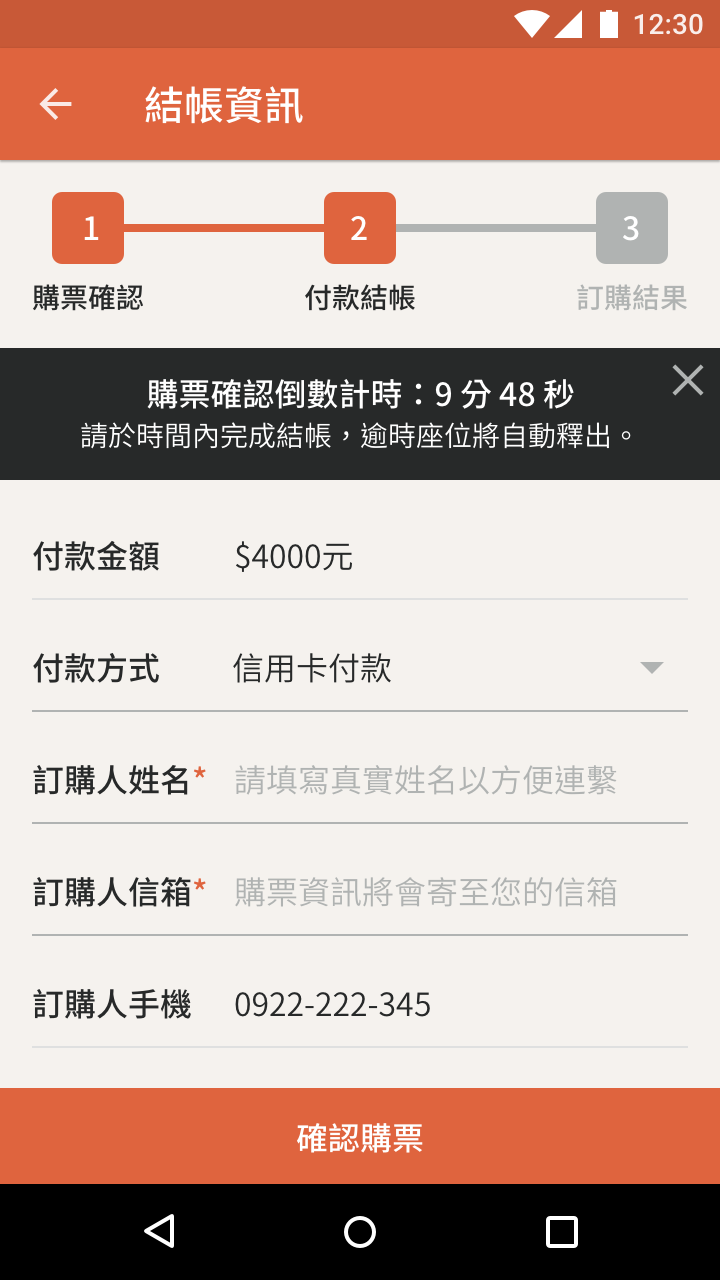 12:30
結帳資訊
1
2
3
購票確認
付款結帳
訂購結果
購票確認倒數計時：9 分 48 秒
請於時間內完成結帳，逾時座位將自動釋出。
付款金額 $4000元
付款方式 信用卡付款
訂購人姓名* 請填寫真實姓名以方便連繫
訂購人信箱* 購票資訊將會寄至您的信箱
訂購人手機 0922-222-345
確認購票